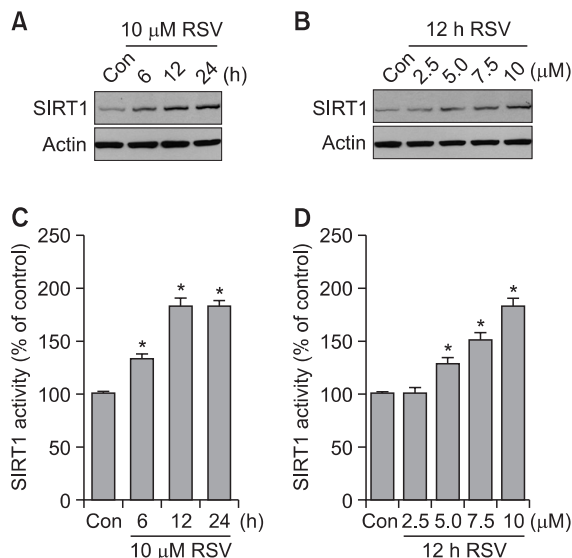 A
10 μM RSV
Con 6 12 24 (h)
SIRT1
Actin
B
12 h RSV
Con 2.5 5.0 7.5 10 (μM)
SIRT1
Actin
C
250
200
150
100
50
0
SIRT1 activity (% of control)
* * *
Con 6 12 24 (h)
10 μM RSV
D
250
200
150
100
50
0
SIRT1 activity (% of control)
* * *
Con 2.5 5.0 7.5 10 (μM)
12 h RSV